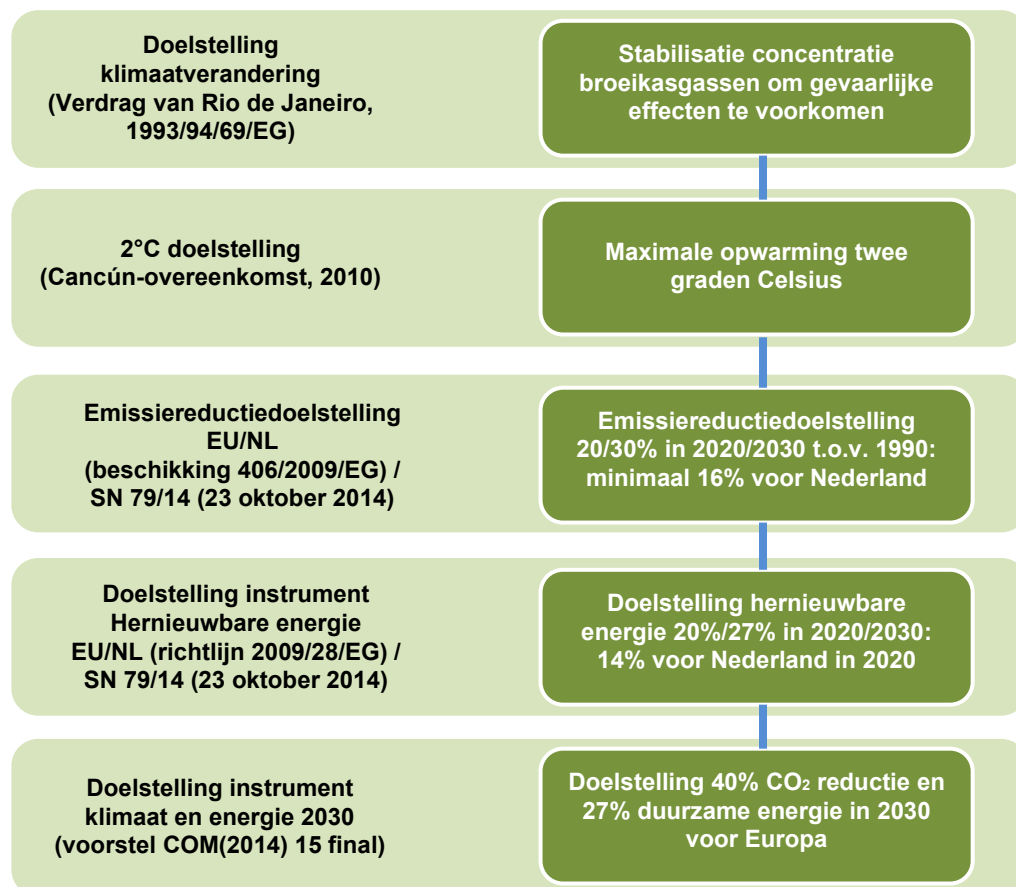 Doelstelling
klimaatverandering
(Verdrag van Rio de Janeiro,
1993/94/69/EG)
Stabilisatie concentratie
broeikasgassen om gevaarlijke
effecten te voorkomen
2°C doelstelling
(Cancún-overeenkomst, 2010)
Maximale opwarming twee
graden Celsius
Emissiereductiedoelstelling
EU/NL
(beschikking 406/2009/EG) /
SN 79/14 (23 oktober 2014)
Emissiereductiedoelstelling
20/30% in 2020/2030 t.o.v. 1990:
minimaal 16% voor Nederland
Doelstelling instrument
Hernieuwbare energie
EU/NL (richtlijn 2009/28/EG) /
SN 79/14 (23 oktober 2014)
Doelstelling hernieuwbare
energie 20%/27% in 2020/2030:
14% voor Nederland in 2020
Doelstelling instrument
klimaat en energie 2030
(voorstel COM(2014) 15 final)
Doelstelling 40% CO₂ reductie en
27% duurzame energie in 2030
voor Europa